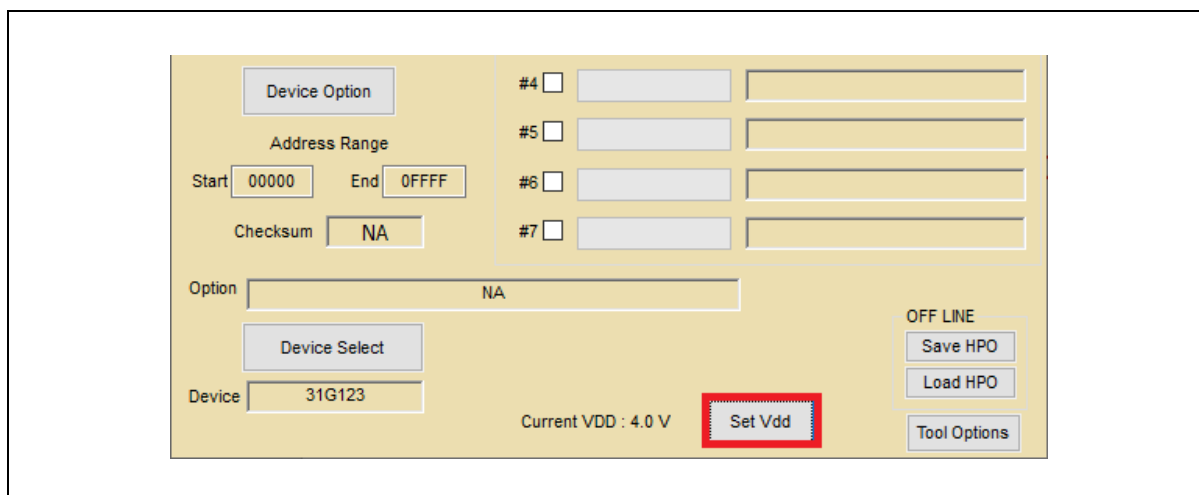 Device Option
#4
Address Range
#5
Start 00000 End 0FFFF
#6
Checksum NA
#7
Option NA
OFF LINE
Device Select
Save HPO
Load HPO
Device 31G123
Current VDD : 4.0 V
Set Vdd
Tool Options